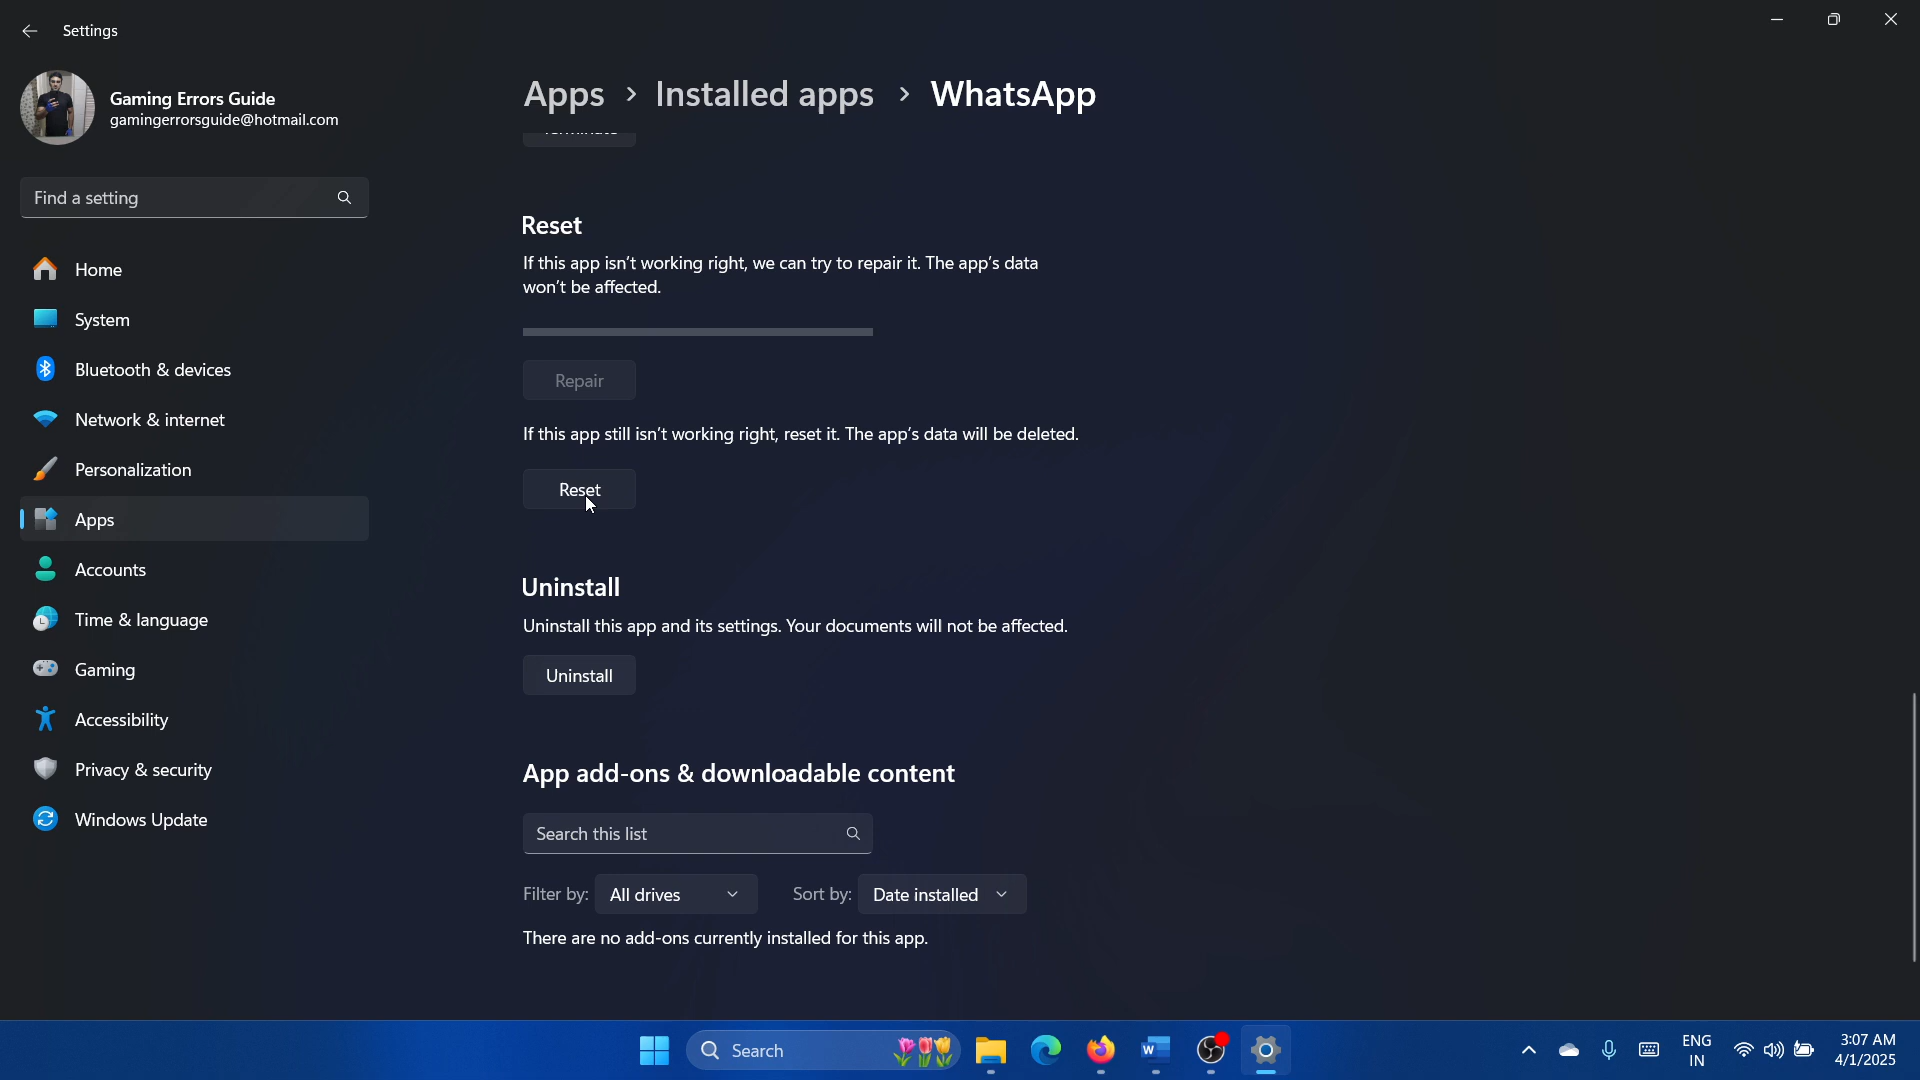 Settings
Gaming Errors Guide
gamingerrorsguide@hotmail.com
Find a setting
Home
System
Bluetooth & devices
Network & internet
Personalization
Apps
Accounts
Time & language
Gaming
Accessibility
Privacy & security
Windows Update
Apps > Installed apps > WhatsApp
Terminate
Reset
If this app isn't working right, we can try to repair it. The app's data
won't be affected.
Repair
If this app still isn't working right, reset it. The app's data will be deleted.
Reset
Uninstall
Uninstall this app and its settings. Your documents will not be affected.
Uninstall
App add-ons & downloadable content
Search this list
Filter by: All drives Sort by: Date installed
There are no add-ons currently installed for this app.
Search
ENG
IN
3:07 AM
4/1/2025